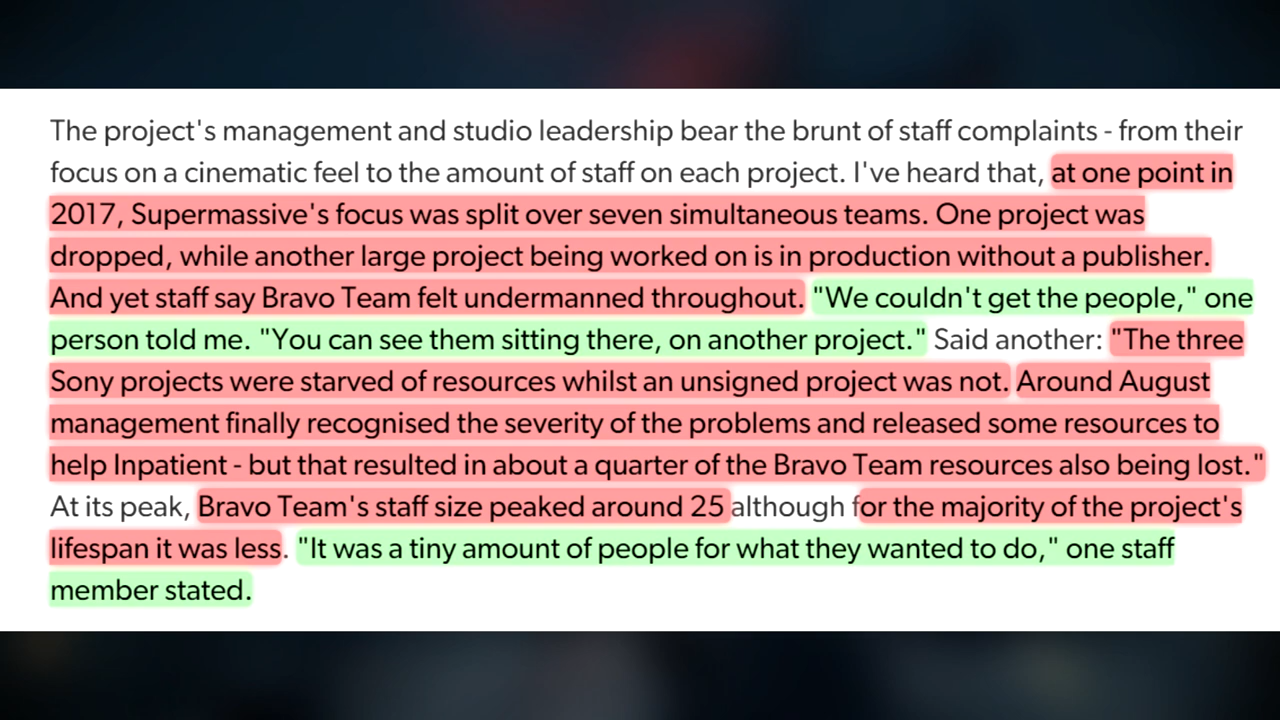 The project's management and studio leadership bear the brunt of staff complaints - from their
focus on a cinematic feel to the amount of staff on each project. I've heard that, at one point in
2017, Supermassive's focus was split over seven simultaneous teams. One project was
dropped, while another large project being worked on is in production without a publisher.
And yet staff say Bravo Team felt undermanned throughout. "We couldn't get the people," one
person told me. "You can see them sitting there, on another project." Said another: "The three
Sony projects were starved of resources whilst an unsigned project was not. Around August
management finally recognised the severity of the problems and released some resources to
help Inpatient - but that resulted in about a quarter of the Bravo Team resources also being lost."
At its peak, Bravo Team's staff size peaked around 25 although for the majority of the project's
lifespan it was less. "It was a tiny amount of people for what they wanted to do," one staff
member stated.